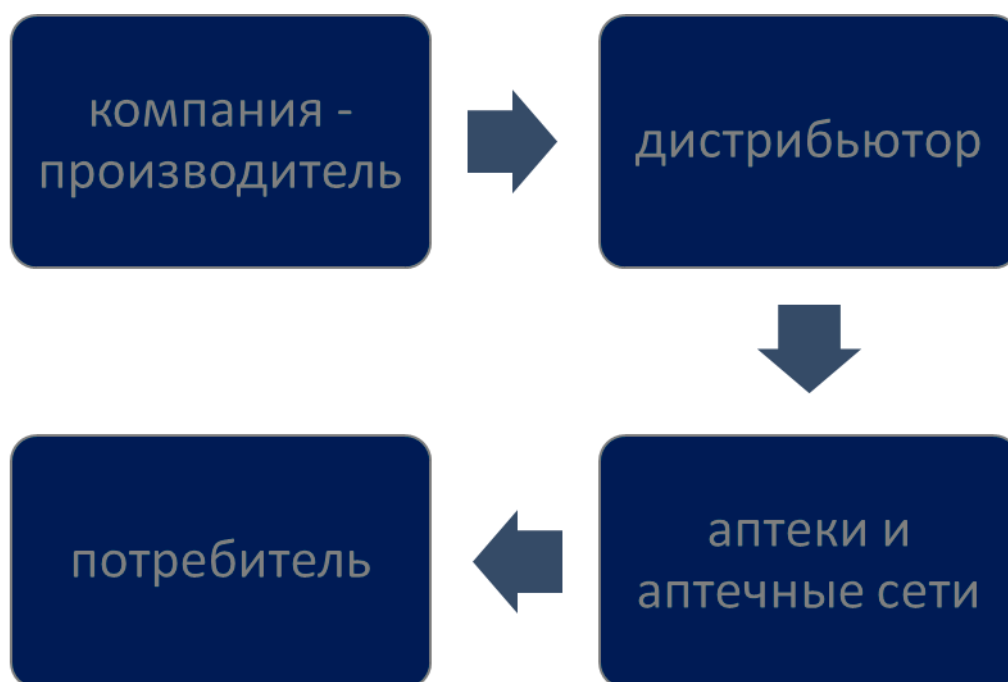 компания -
производитель
дистрибьютор
аптеки и
аптечные сети
потребитель